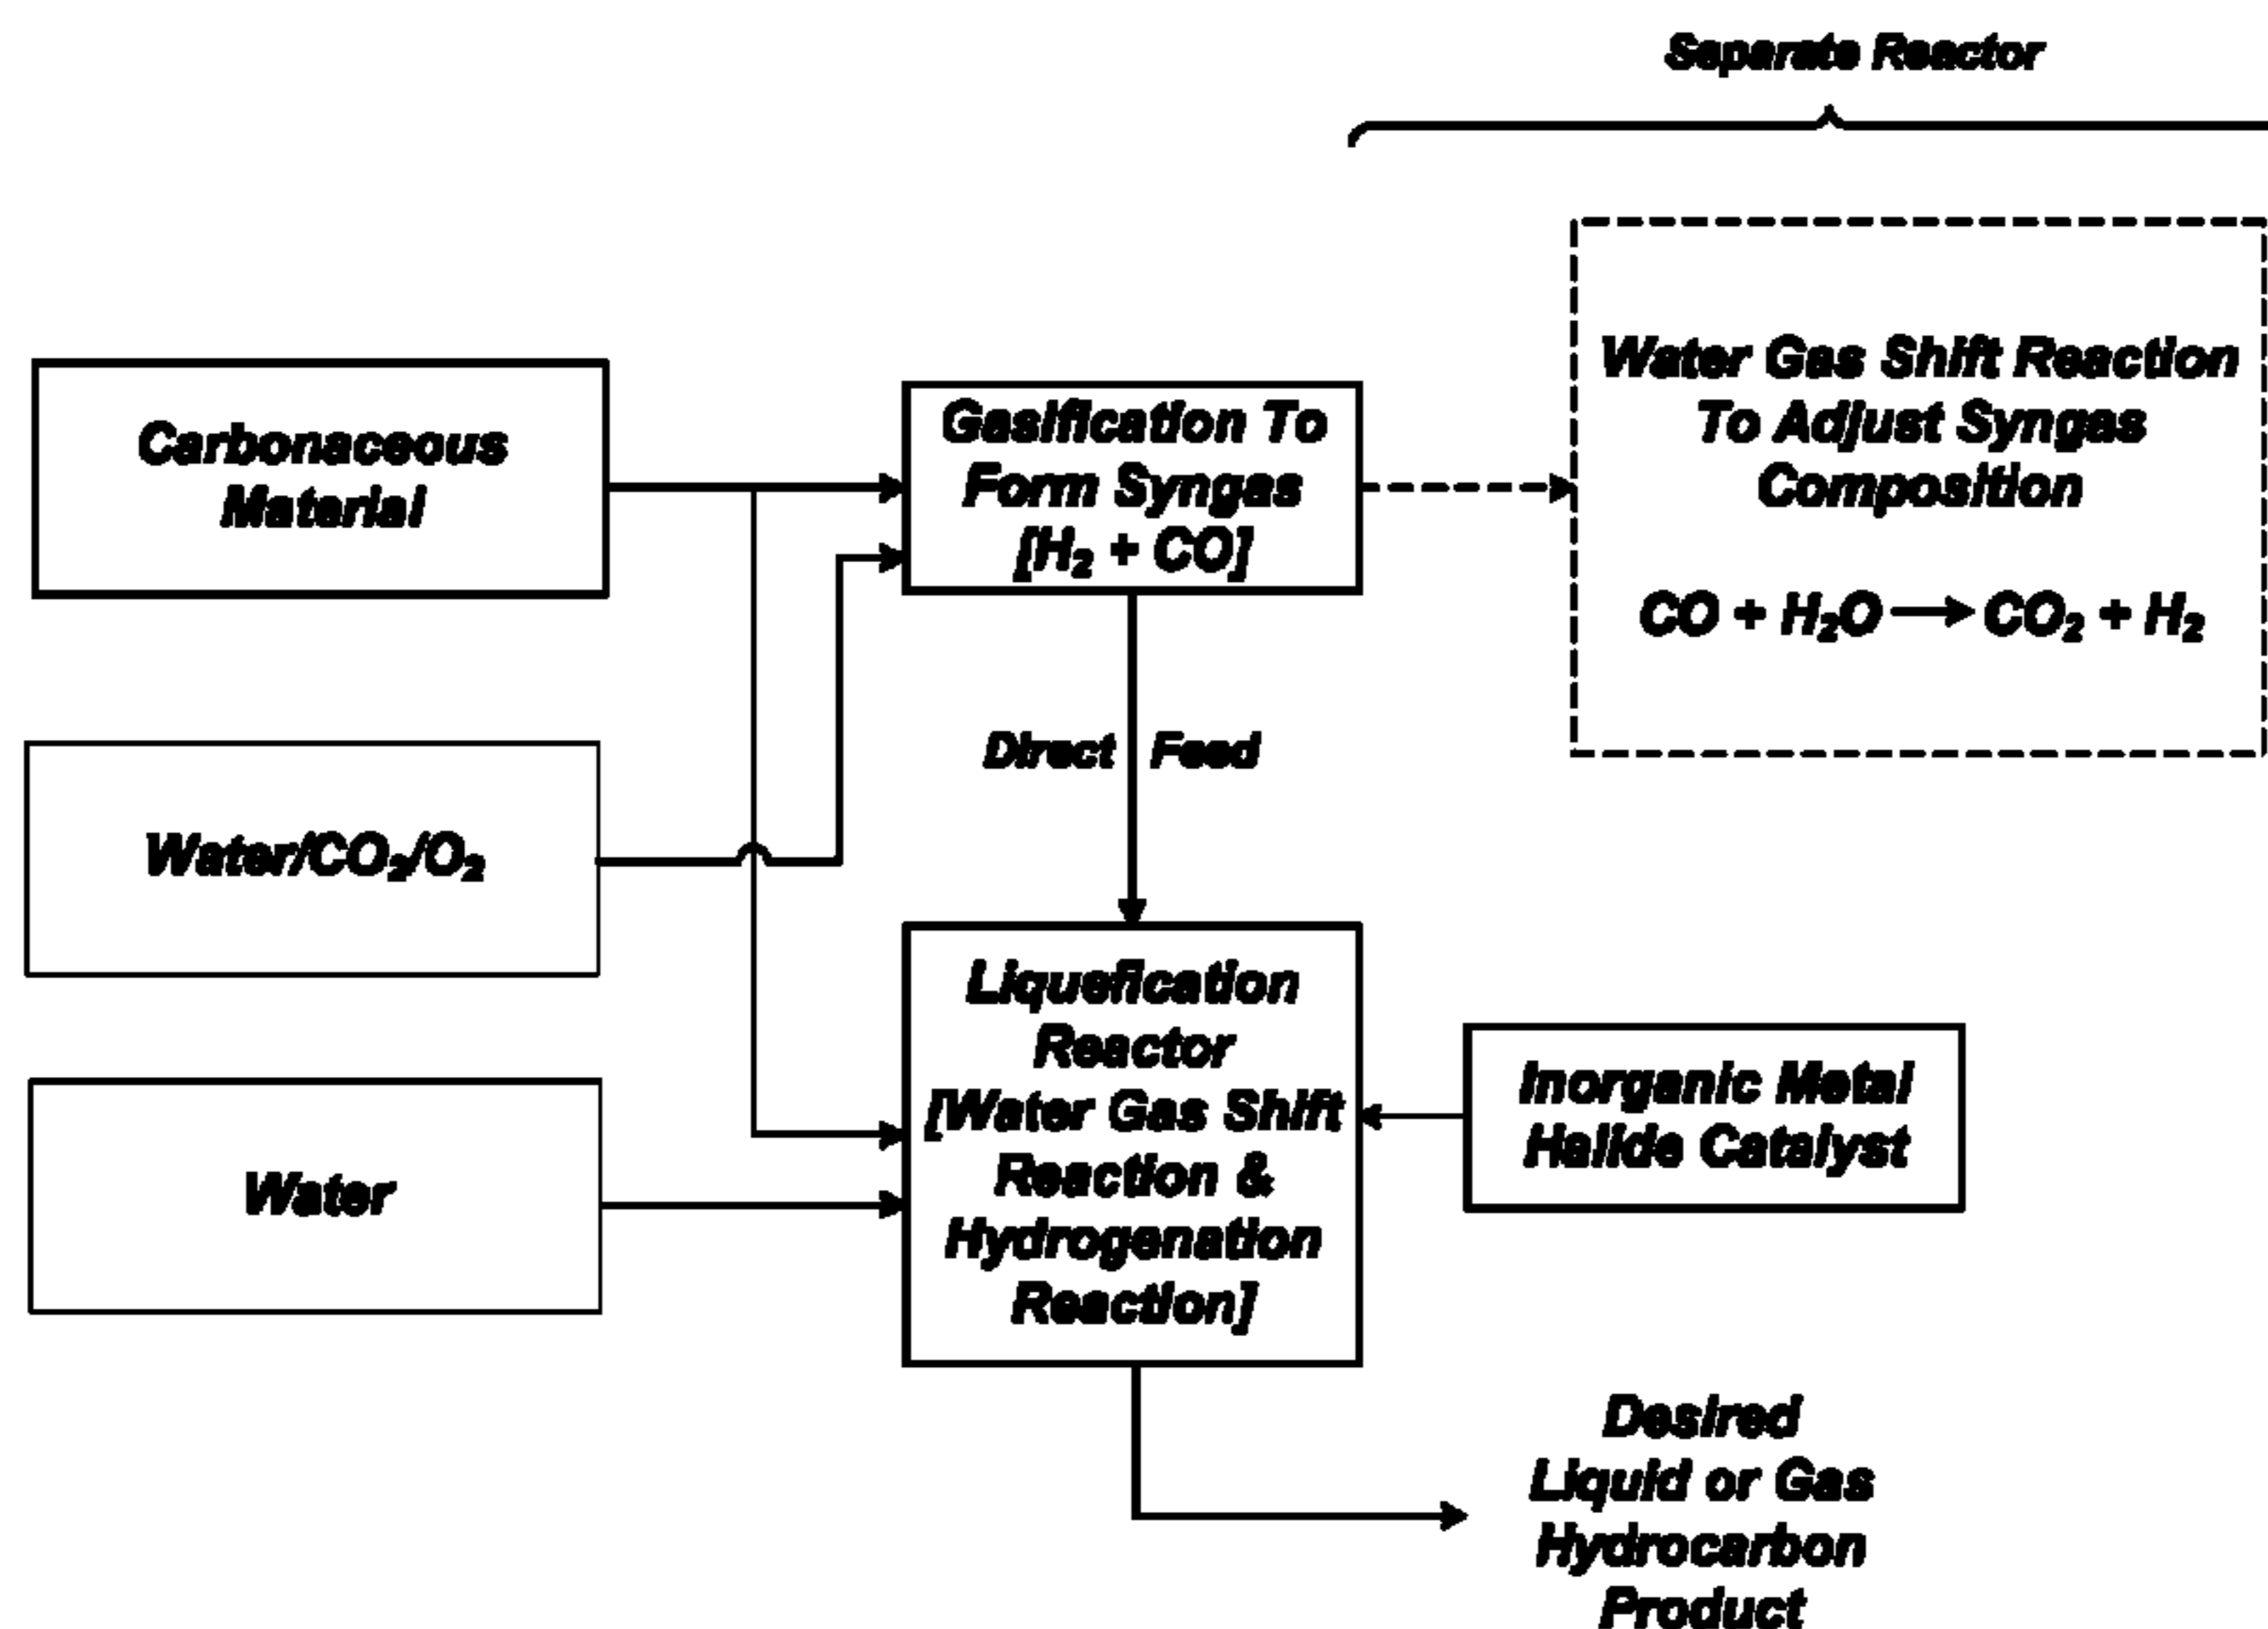 Separate Reactor
Carbonaceous
Material
Gasification To
Form Syngas
[H₂ + CO]
Water Gas Shift Reaction
To Adjust Syngas
Composition
CO + H₂O → CO₂ + H₂
Water/CO₂/O₂
Direct Feed
Water
Liquefication
Reactor
[Water Gas Shift
Reaction &
Hydrogenation
Reaction]
Inorganic Metal
Halide Catalyst
Desired
Liquid or Gas
Hydrocarbon
Product